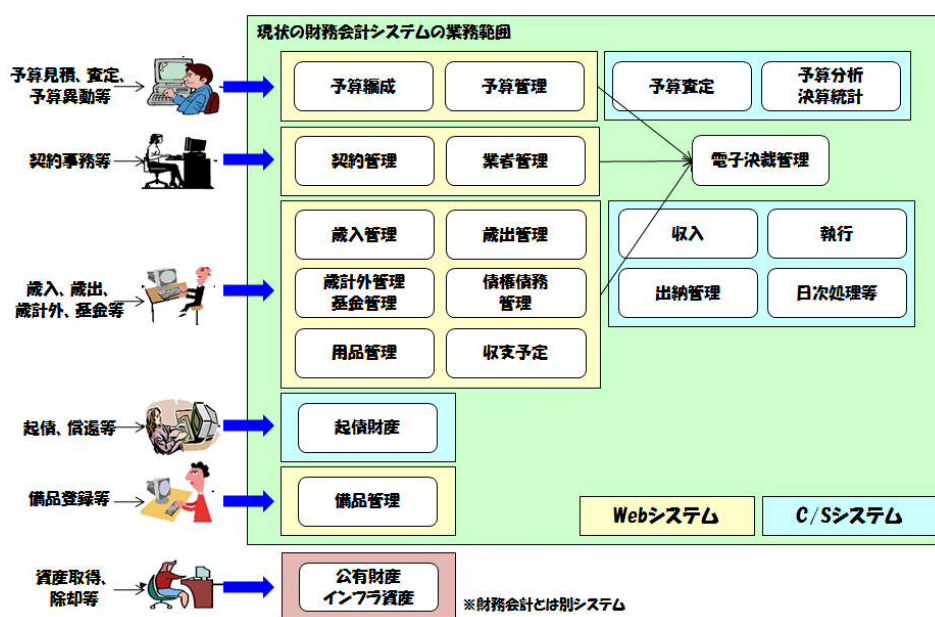 現状の財務会計システムの業務範囲
予算見積、査定、
予算異動等
予算編成
予算管理
予算査定
予算分析
決算統計
契約事務等
契約管理
業者管理
電子決裁管理
歳入、歳出、
歳計外、基金等
歳入管理
歳出管理
歳計外管理
基金管理
債権債務
管理
用品管理
収支予定
収入
執行
出納管理
日次処理等
起債、償還等
起債財産
備品登録等
備品管理
Webシステム
C/Sシステム
資産取得、
除却等
公有財産
インフラ資産
※財務会計とは別システム